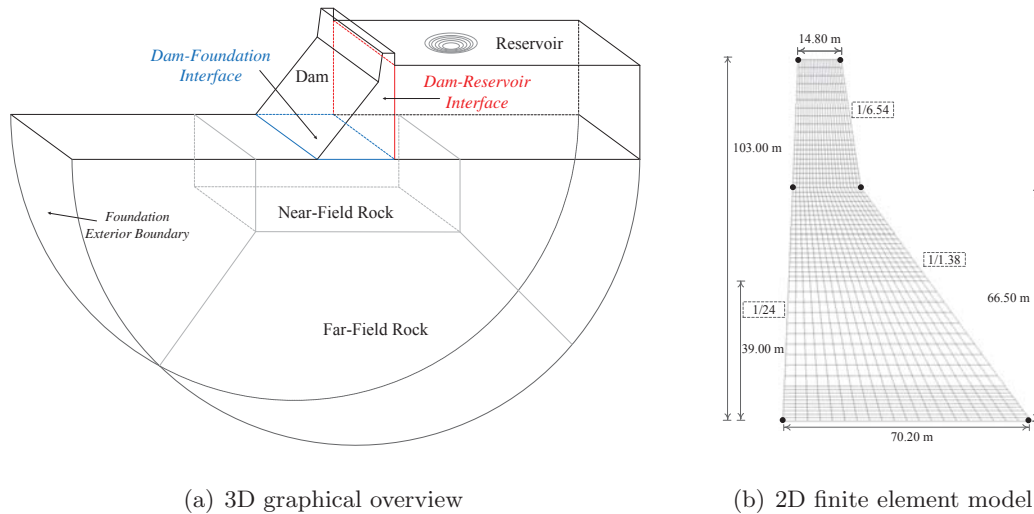 Dam-Foundation
Interface
Dam
Reservoir
Dam-Reservoir
Interface
Foundation
Exterior Boundary
Near-Field Rock
Far-Field Rock
(a) 3D graphical overview
14.80 m
1/6.54
103.00 m
1/1.38
66.50 m
1/24
39.00 m
70.20 m
(b) 2D finite element model